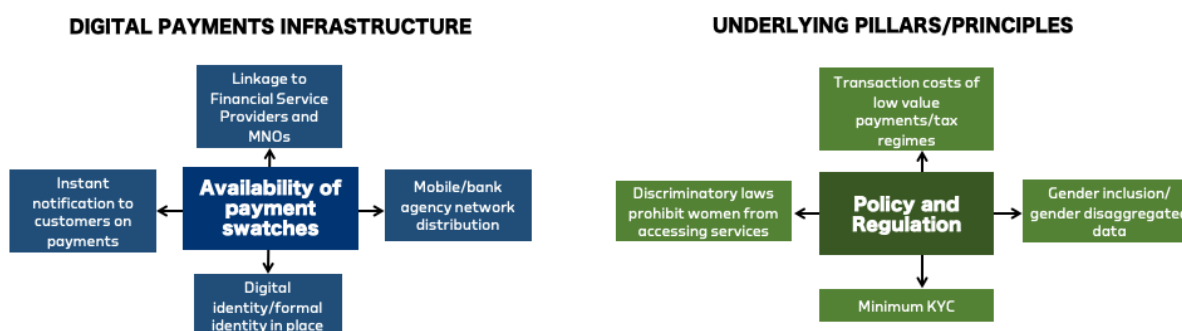 DIGITAL PAYMENTS INFRASTRUCTURE
Linkage to
Financial Service
Providers and
MNOs
Instant
notification to
customers on
payments
Availability of
payment
swatches
Mobile/bank
agency network
distribution
Digital
identity/formal
identity in place
UNDERLYING PILLARS/PRINCIPLES
Transaction costs of
low value
payments/tax
regimes
Discriminatory laws
prohibit women from
accessing services
Policy and
Regulation
Gender inclusion/
gender disaggregated
data
Minimum KYC